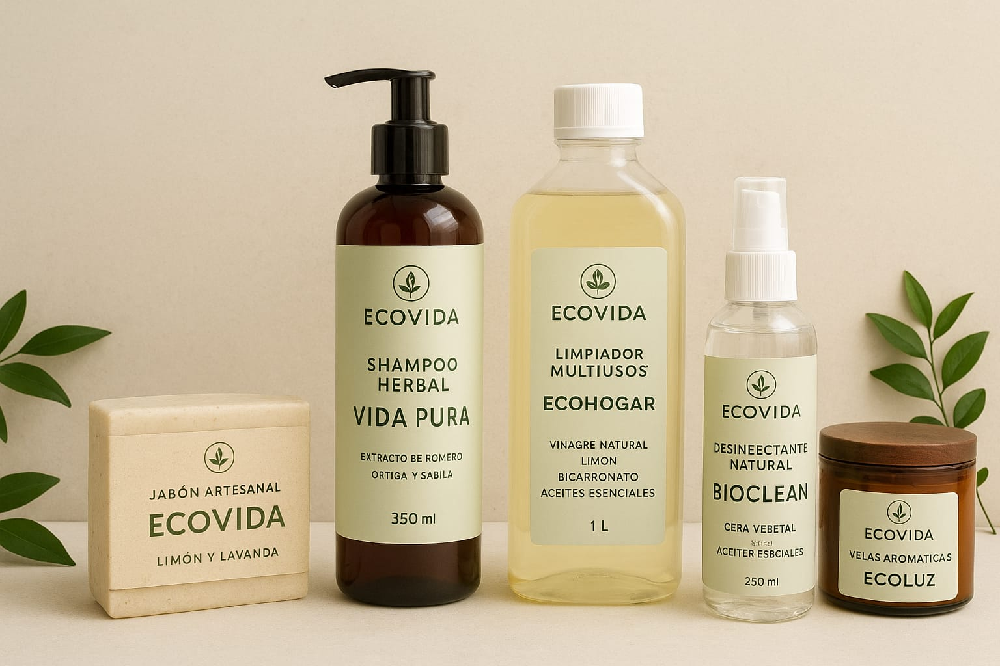 JABÓN ARTESANAL
ECOVIDA
LIMÓN Y LAVANDA
ECOVIDA
SHAMPOO
HERBAL
VIDA PURA
EXTRACTO BE ROMERO
ORTIGA Y SABILA
350 ml
ECOVIDA
LIMPIADOR
MULTIUSOS
ECOHOGAR
VINAGRE NATURAL
LIMON
BICARRONATO
ACEITES ESENCIALES
1 L
ECOVIDA
DESINEECTANTE
NATURAL
BIOCLEAN
CERA VEBETAL
ACEITER ESBCIALES
250 ml
ECOVIDA
VELAS AROMATICAS
ECOLUZ